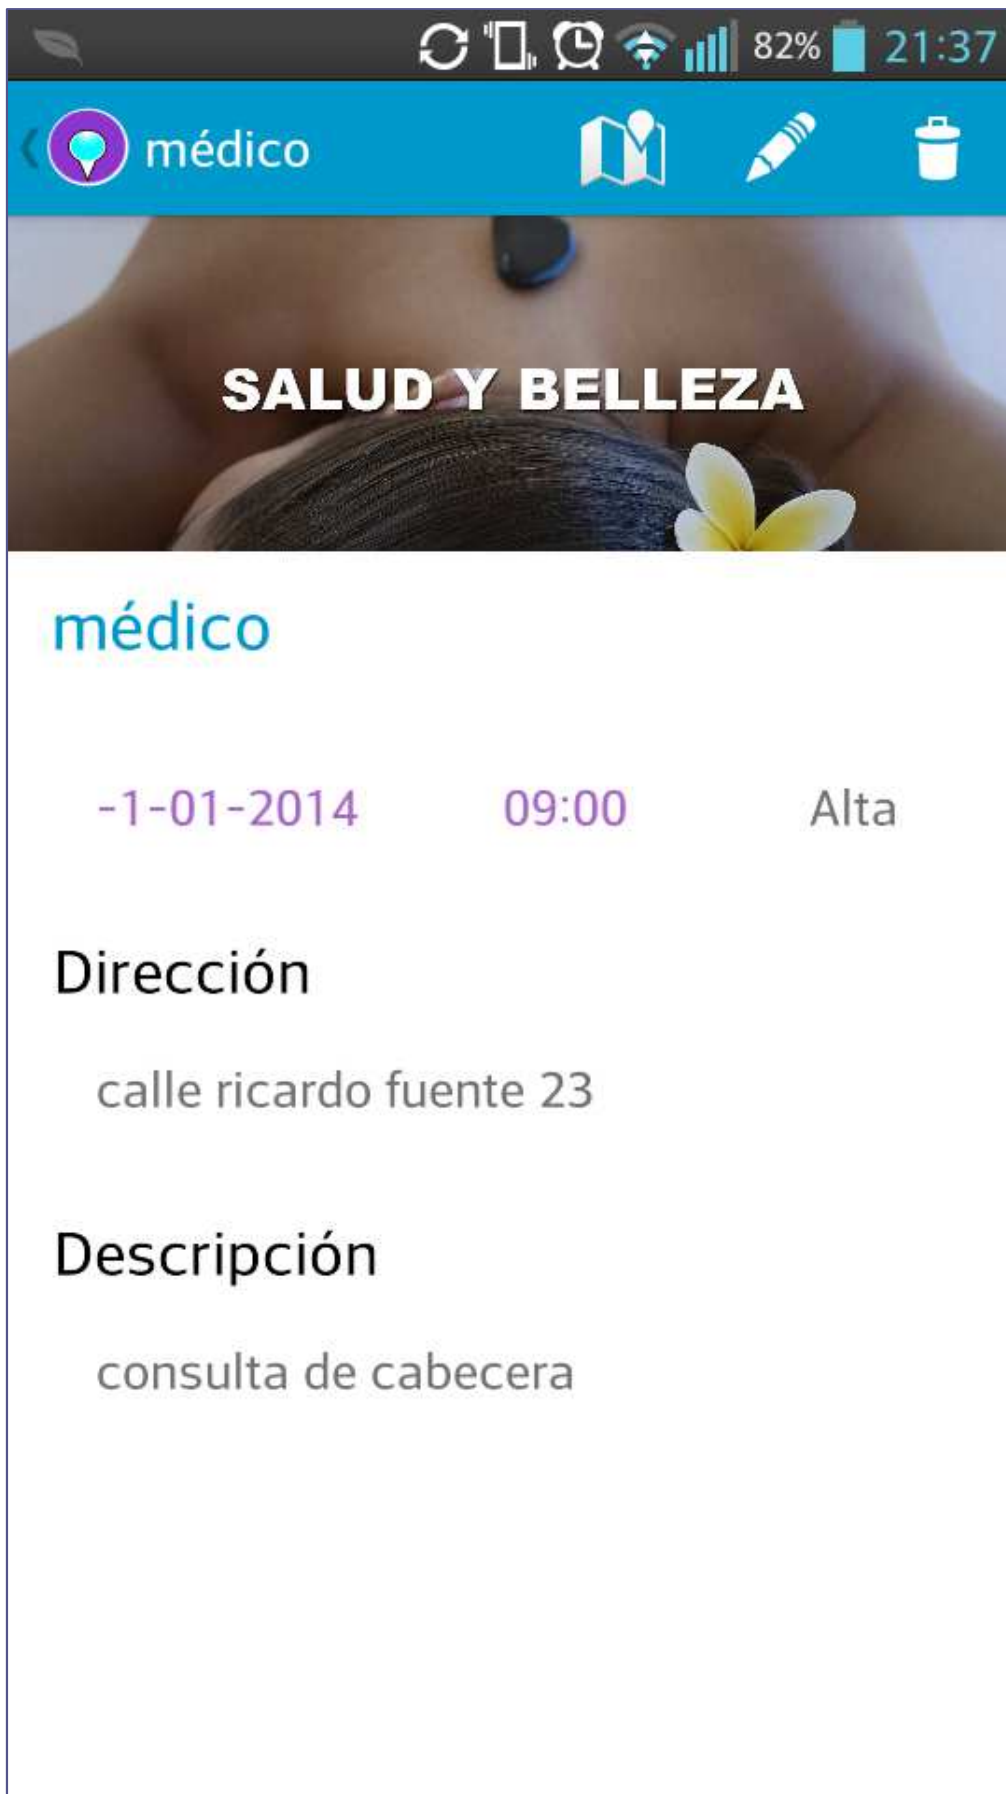 82% 21:37
médico
SALUD Y BELLEZA
médico
-1-01-2014 09:00 Alta
Dirección
calle ricardo fuente 23
Descripción
consulta de cabecera